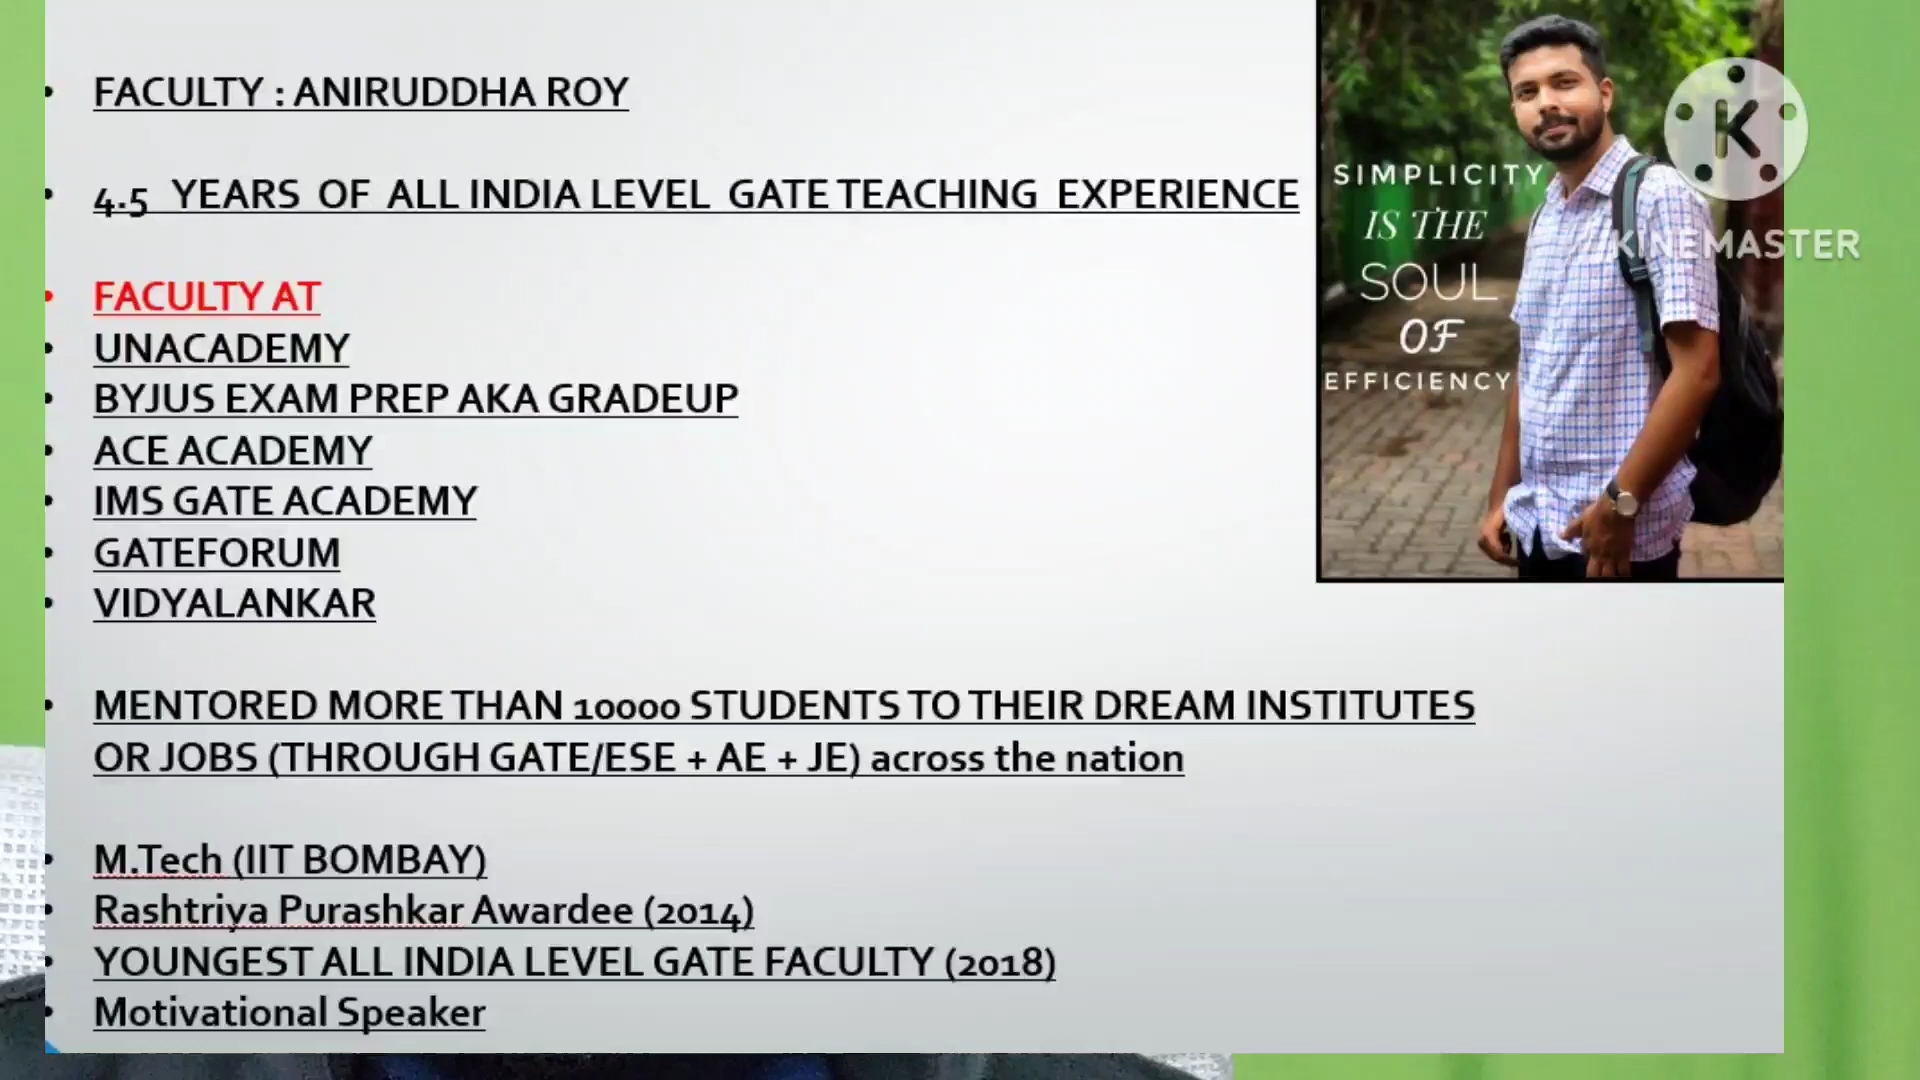 FACULTY : ANIRUDDHA ROY
4.5 YEARS OF ALL INDIA LEVEL GATE TEACHING EXPERIENCE
FACULTY AT
UNACADEMY
BYJUS EXAM PREP AKA GRADEUP
ACE ACADEMY
IMS GATE ACADEMY
GATEFORUM
VIDYALANKAR
MENTORED MORE THAN 10000 STUDENTS TO THEIR DREAM INSTITUTES
OR JOBS (THROUGH GATE/ESE + AE + JE) across the nation
M.Tech (IIT BOMBAY)
Rashtriya Purashkar Awardee (2014)
YOUNGEST ALL INDIA LEVEL GATE FACULTY (2018)
Motivational Speaker
SIMPLICITY
IS THE
SOUL
OF
EFFICIENCY
K
KINEMASTER